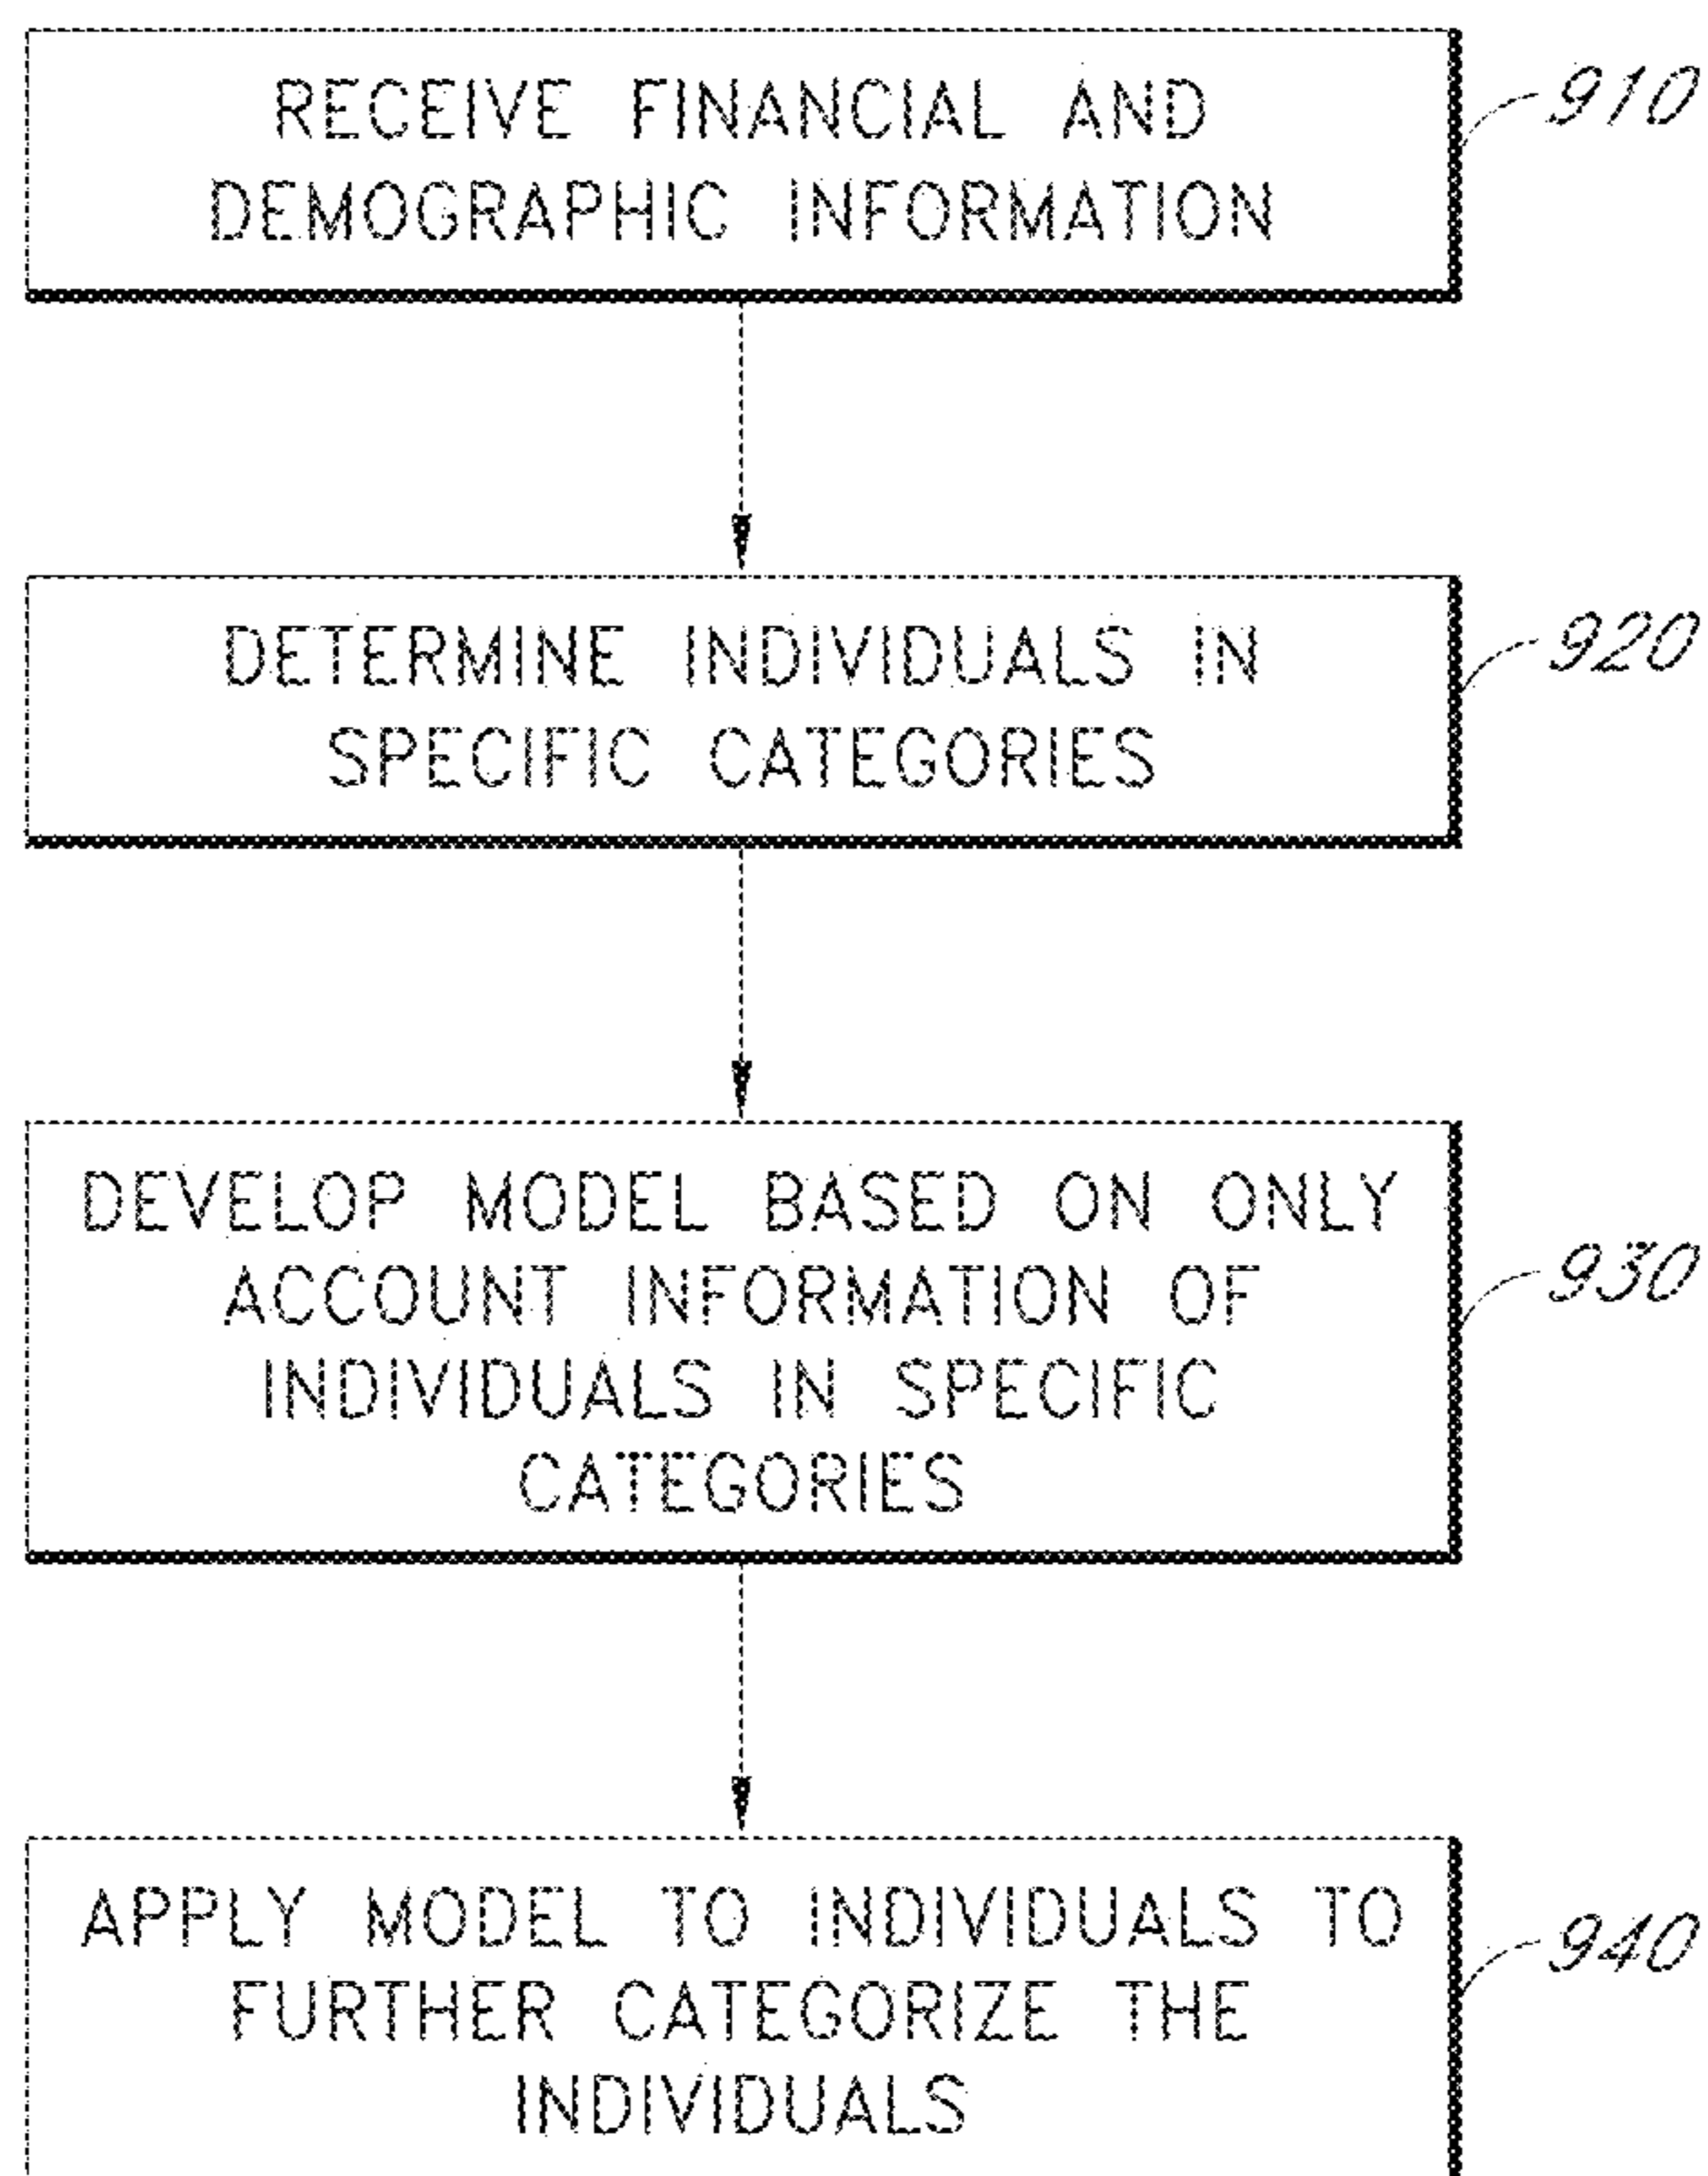 RECEIVE FINANCIAL AND
DEMOGRAPHIC INFORMATION
910
DETERMINE INDIVIDUALS IN
SPECIFIC CATEGORIES
920
DEVELOP MODEL BASED ON ONLY
ACCOUNT INFORMATION OF
INDIVIDUALS IN SPECIFIC
CATEGORIES
930
APPLY MODEL TO INDIVIDUALS TO
FURTHER CATEGORIZE THE
INDIVIDUALS
940